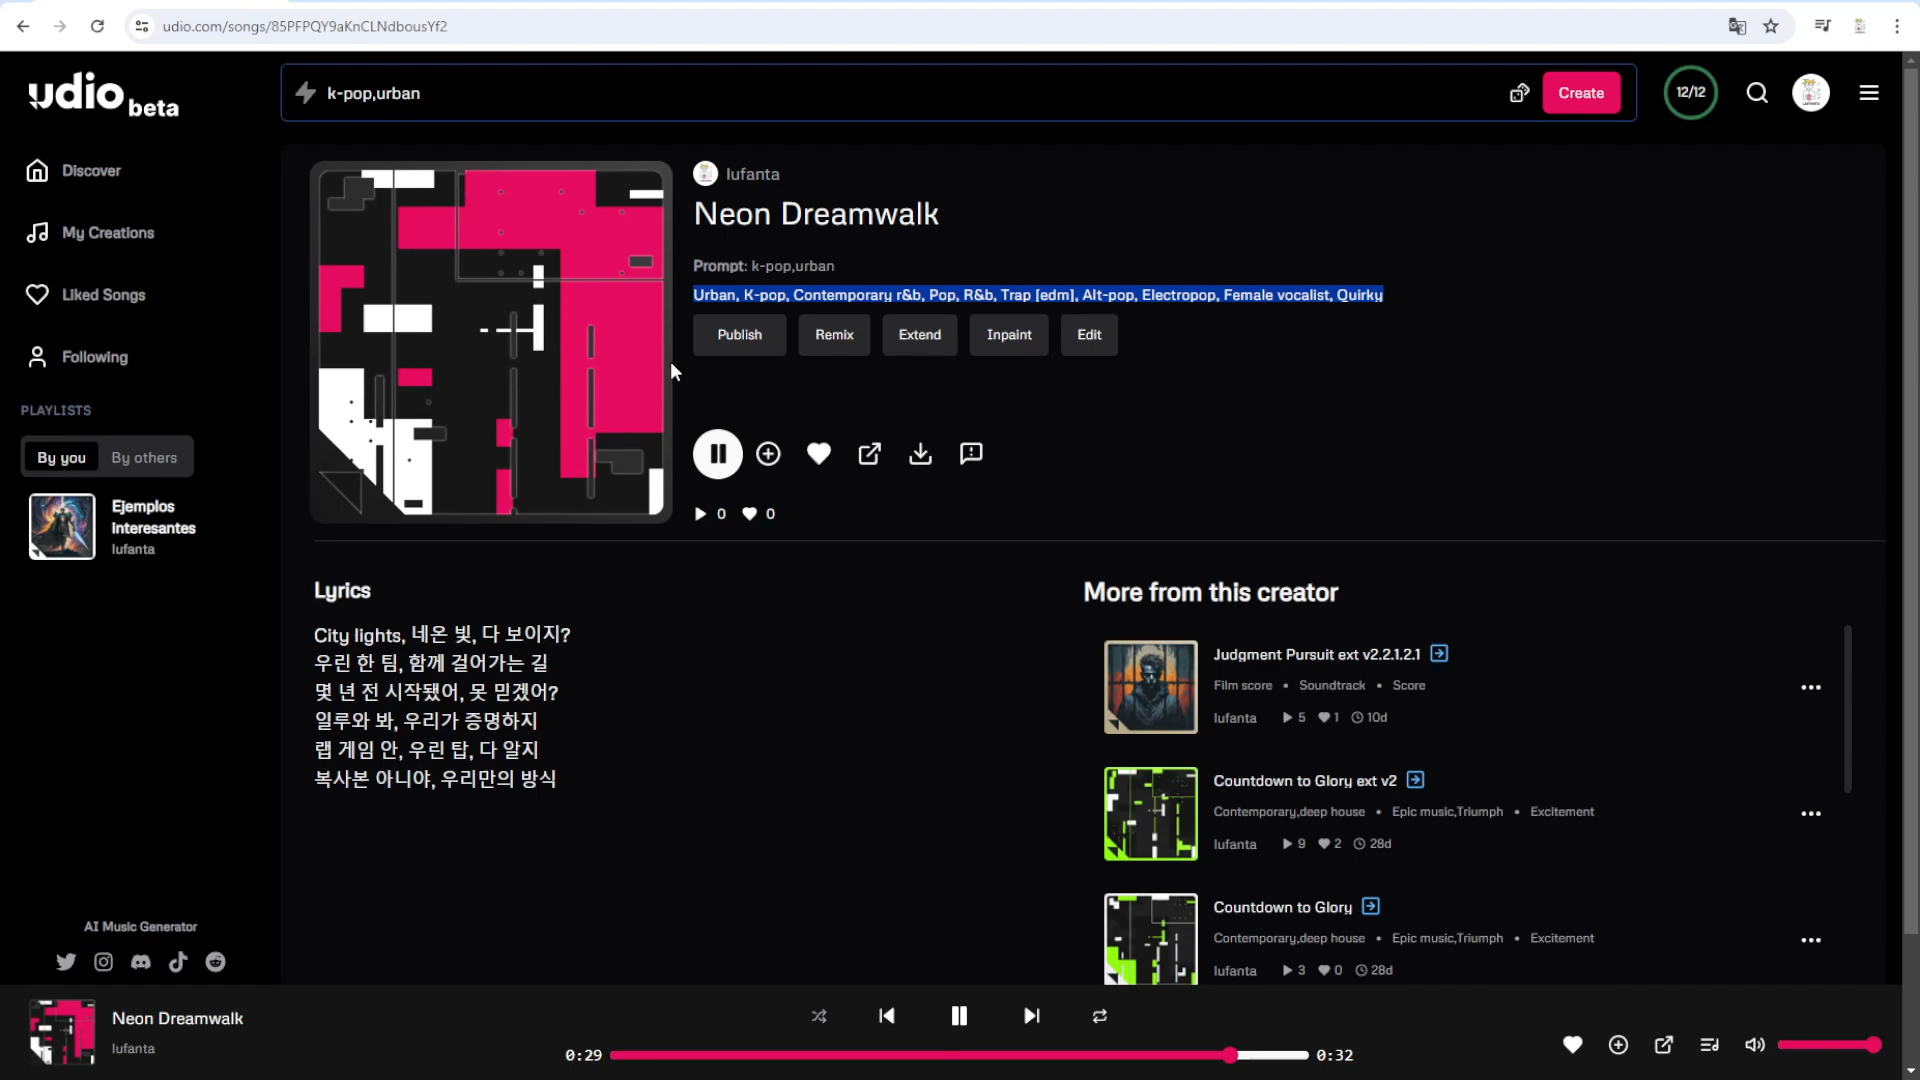 udio.com/songs/85PFPQY9aKnCLNdbousYf2
udio beta
k-pop,urban
Create
12/12
Discover
My Creations
Liked Songs
Following
PLAYLISTS
By you
By others
Ejemplos
interesantes
lufanta
lufanta
Neon Dreamwalk
Prompt: k-pop,urban
Urban, K-pop, Contemporary r&b, Pop, R&b, Trap [edm], Alt-pop, Electropop, Female vocalist, Quirky
Publish
Remix
Extend
Inpaint
Edit
0
0
Lyrics
City lights, 네온 빛, 다 보이지?
우린 한 팀, 함께 걸어가는 길
몇 년 전 시작됐어, 못 믿겠어?
일루와 봐, 우리가 증명하지
랩 게임 안, 우린 탑, 다 알지
복사본 아니야, 우리만의 방식
More from this creator
Judgment Pursuit ext v2.2.1.2.1
Film score • Soundtrack • Score
lufanta 5 1 10d
Countdown to Glory ext v2
Contemporary,deep house • Epic music,Triumph • Excitement
lufanta 9 2 28d
Countdown to Glory
Contemporary,deep house • Epic music,Triumph • Excitement
lufanta 3 0 28d
AI Music Generator
Neon Dreamwalk
lufanta
0:29
0:32